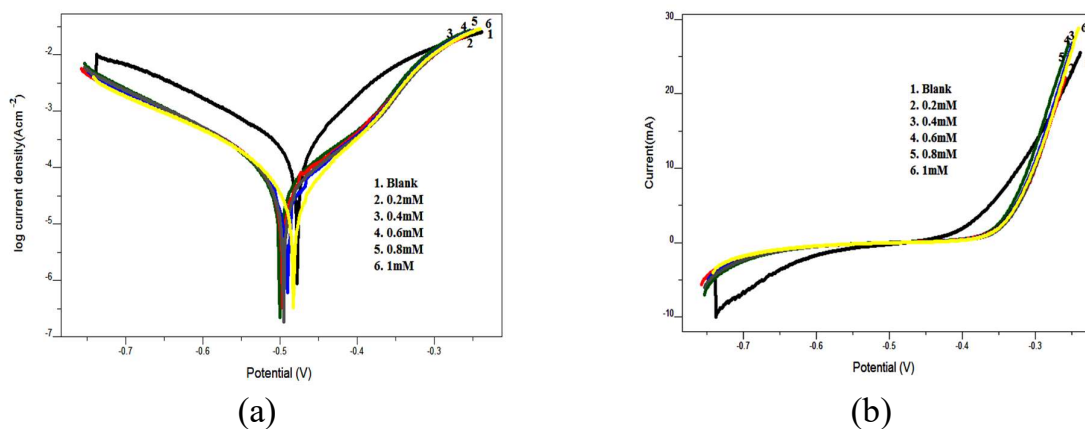 -2
-3
-4
-5
-6
-7
-0.7
-0.6
-0.5
-0.4
-0.3
log current density(Acm⁻²)
Potential (V)
3
4
5
6
2
1
1. Blank
2. 0.2mM
3. 0.4mM
4. 0.6mM
5. 0.8mM
6. 1mM
(a)
30
20
10
0
-10
-0.7
-0.6
-0.5
-0.4
-0.3
Current(mA)
Potential (V)
3
6
1. Blank
2. 0.2mM
3. 0.4mM
4. 0.6mM
5. 0.8mM
6. 1mM
(b)